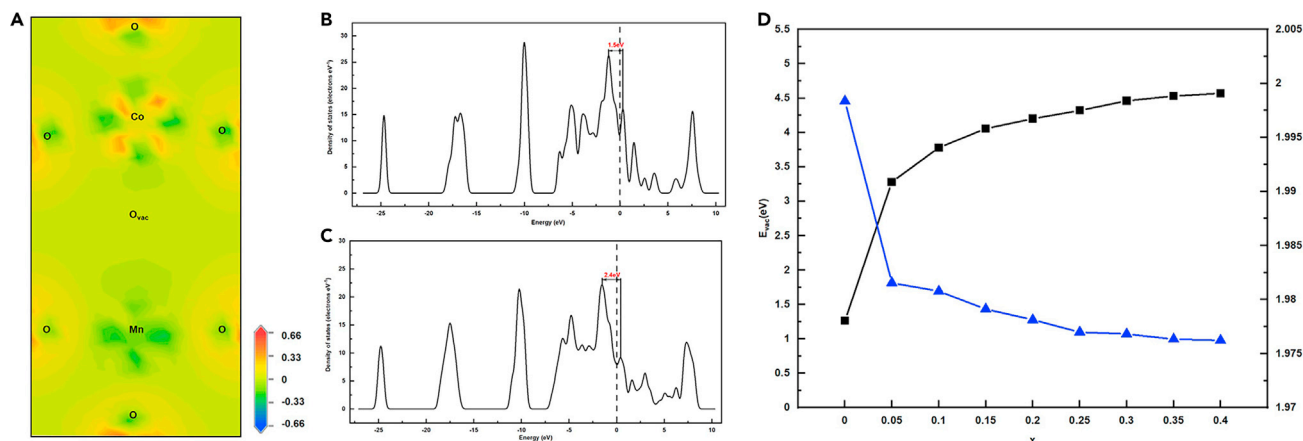 A
O
Co
O
O
O_vac
Mn
O
O
O
0.66
0.33
0
-0.33
-0.66
B
Density of states (electrons eV⁻¹)
30
25
20
15
10
5
0
1.5eV
-25 -20 -15 -10 -5 0 5 10
Energy (eV)
C
Density of states (electrons eV⁻¹)
30
25
20
15
10
5
0
2.4eV
-25 -20 -15 -10 -5 0 5 10
Energy (eV)
D
E_vac(eV)
5.5
5
4.5
4
3.5
3
2.5
2
1.5
1
0.5
0
2.005
2
1.995
1.99
1.985
1.98
1.975
1.97
0 0.05 0.1 0.15 0.2 0.25 0.3 0.35 0.4